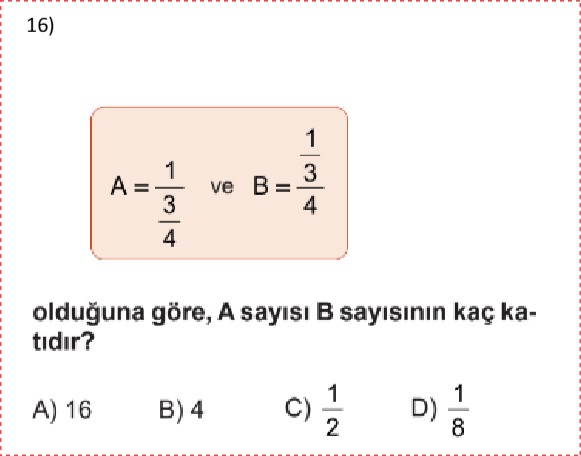 16)
A = 1 / (3/4) ve B = (1/3) / 4
olduğuna göre, A sayısı B sayısının kaç ka-
tıdır?
A) 16 B) 4 C) 1/2 D) 1/8